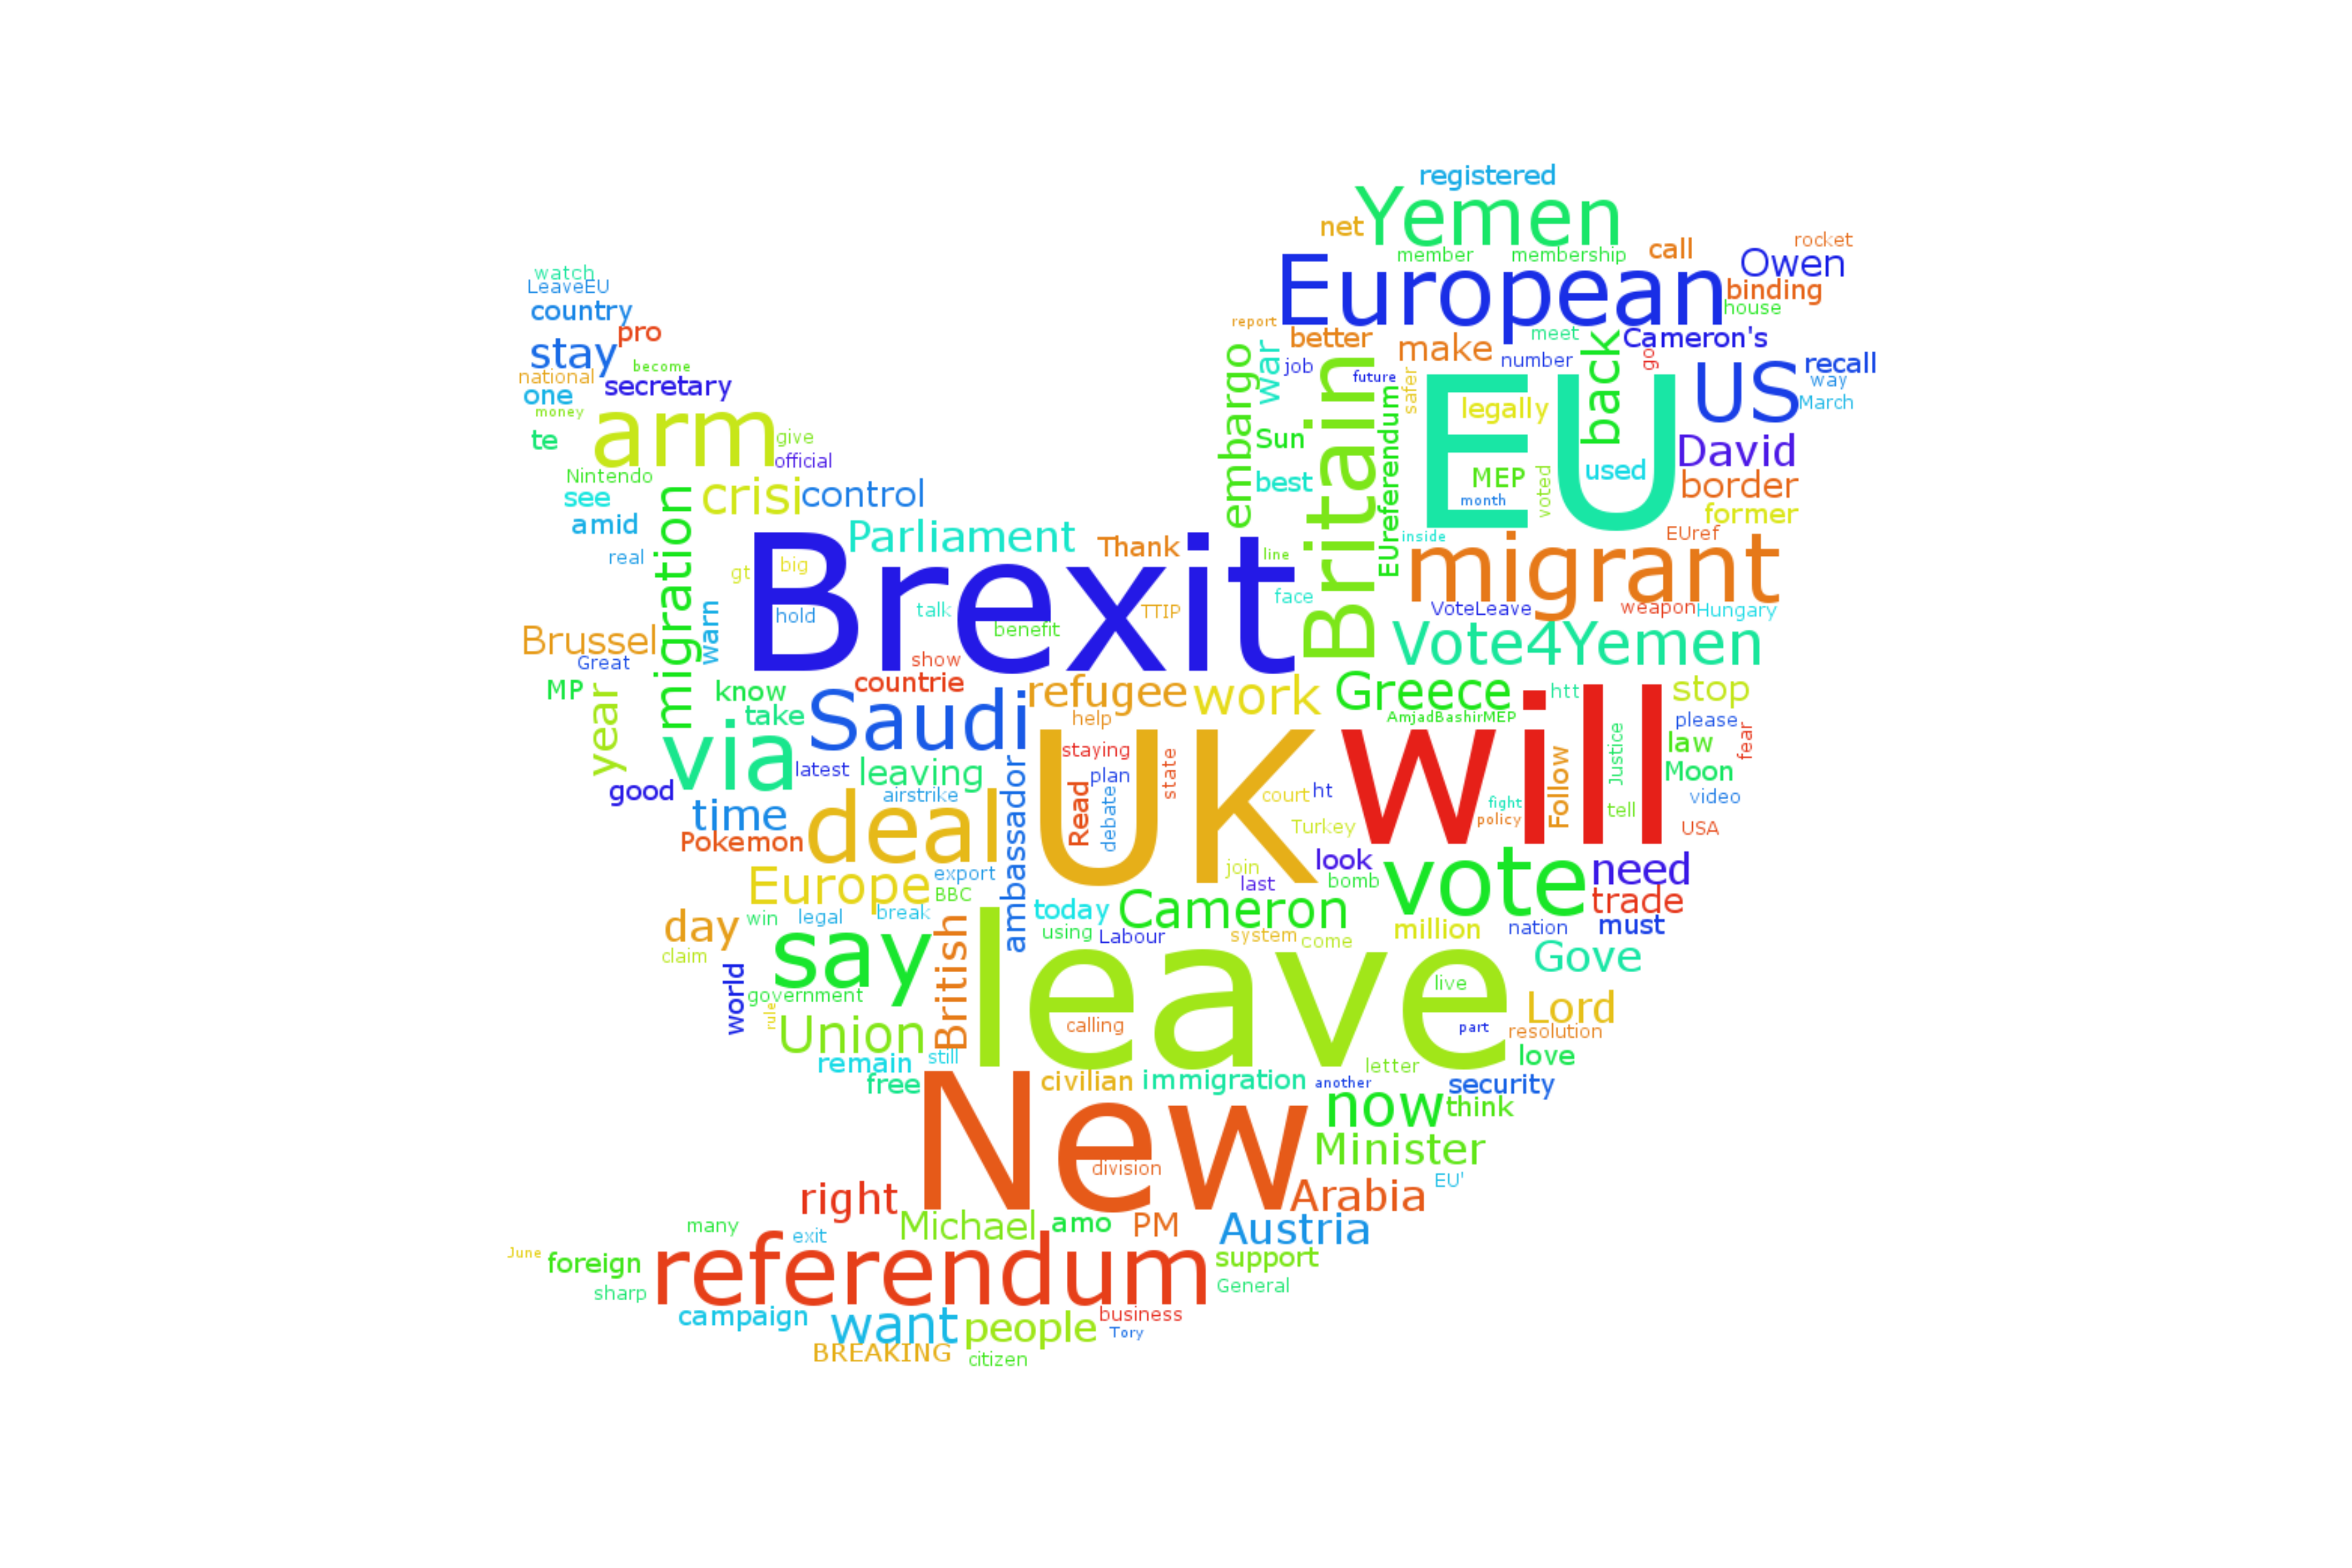 registered
Yemen
net
member
membership
call
rocket
Owen
European
binding
house
watch
LeaveEU
country
pro
stay
become
national
secretary
one
money
te
arm
give
official
report
better
make
meet
number
back
Cameron's
go
US
recall
way
March
embargo
war
job
future
safer
Britain
EUreferendum
EU
legally
Sun
best
MEP
month
voted
used
David
border
former
Nintendo
see
amid
real
crisi
control
migration
Parliament
Thank
line
inside
EUref
migrant
gt
big
Brexit
hold
talk
TTIP
benefit
face
VoteLeave
weapon
Hungary
warn
Brussel
Great
MP
year
show
countrie
Vote4Yemen
know
take
Saudi
refugee
work
Greece
htt
stop
help
AmjadBashirMEP
please
law
fear
via
latest
leaving
staying
state
UK
will
Follow
Justice
Moon
good
airstrike
ambassador
Read
plan
debate
court
ht
fight
policy
tell
video
USA
time
Pokemon
deal
Turkey
Europe
export
BBC
join
last
look
bomb
vote
need
trade
day
win
legal
break
today
Cameron
million
nation
must
claim
say
British
using
Labour
system
come
Gove
world
government
rule
leave
live
Union
calling
part
Lord
resolution
remain
still
letter
love
free
civilian
immigration
another
security
New
now
think
Minister
division
EU'
right
Arabia
many
exit
Michael
amo
PM
Austria
June
foreign
referendum
support
sharp
General
campaign
want
people
business
Tory
BREAKING
citizen